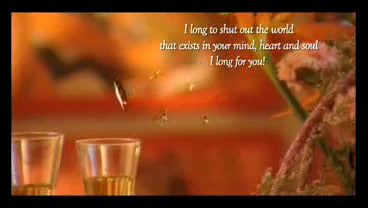 I long to shut out the world
that exists in your mind, heart and soul
I long for you!